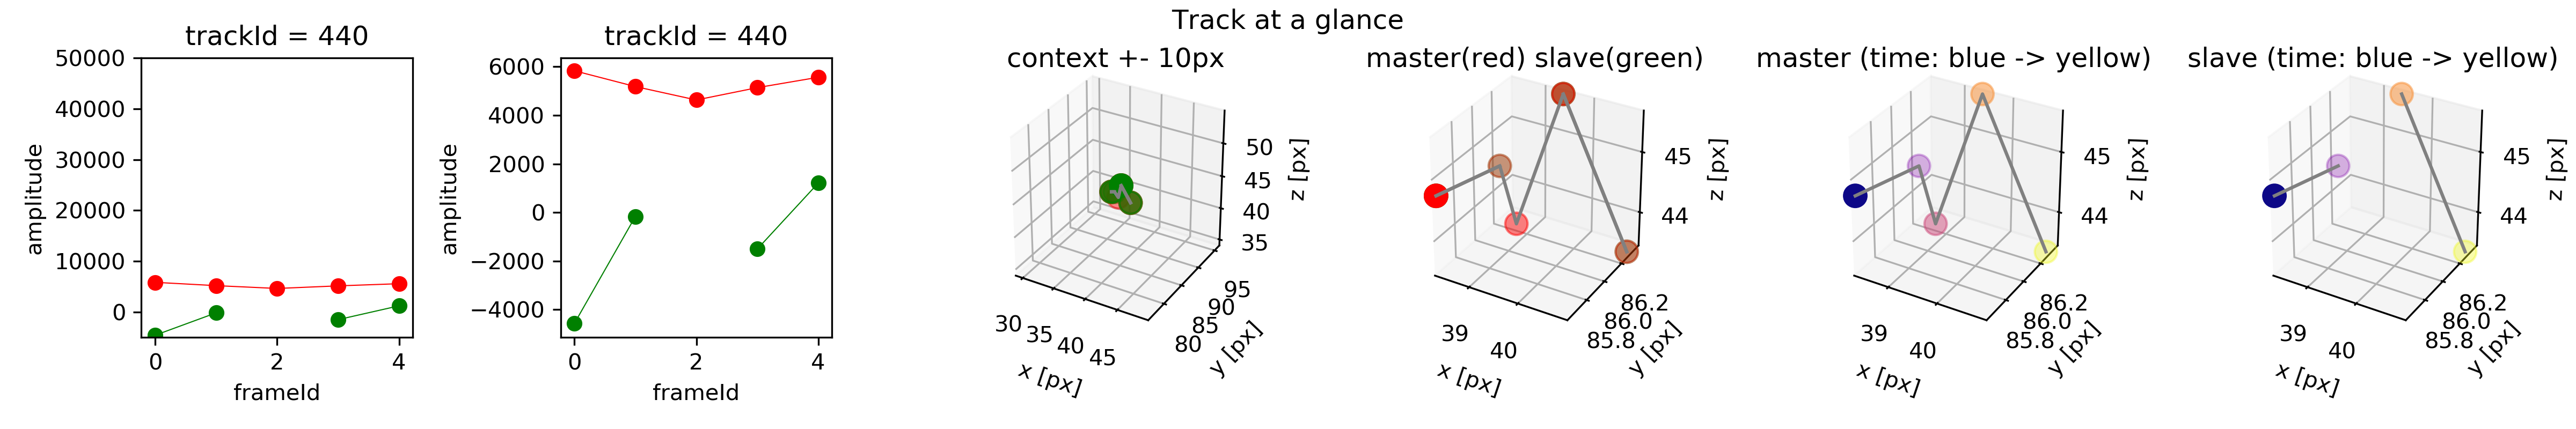 Track at a glance
trackId = 440
50000
40000
30000
20000
10000
0
amplitude
0 2 4
frameId
trackId = 440
6000
4000
2000
0
−2000
−4000
amplitude
0 2 4
frameId
context +- 10px
50
45
40
35
z [px]
95
90
85
80
y [px]
30
35
40
45
x [px]
master(red) slave(green)
45
44
z [px]
86.2
86.0
85.8
y [px]
39
40
x [px]
master (time: blue -> yellow)
45
44
z [px]
86.2
86.0
85.8
y [px]
39
40
x [px]
slave (time: blue -> yellow)
45
44
z [px]
86.2
86.0
85.8
y [px]
39
40
x [px]